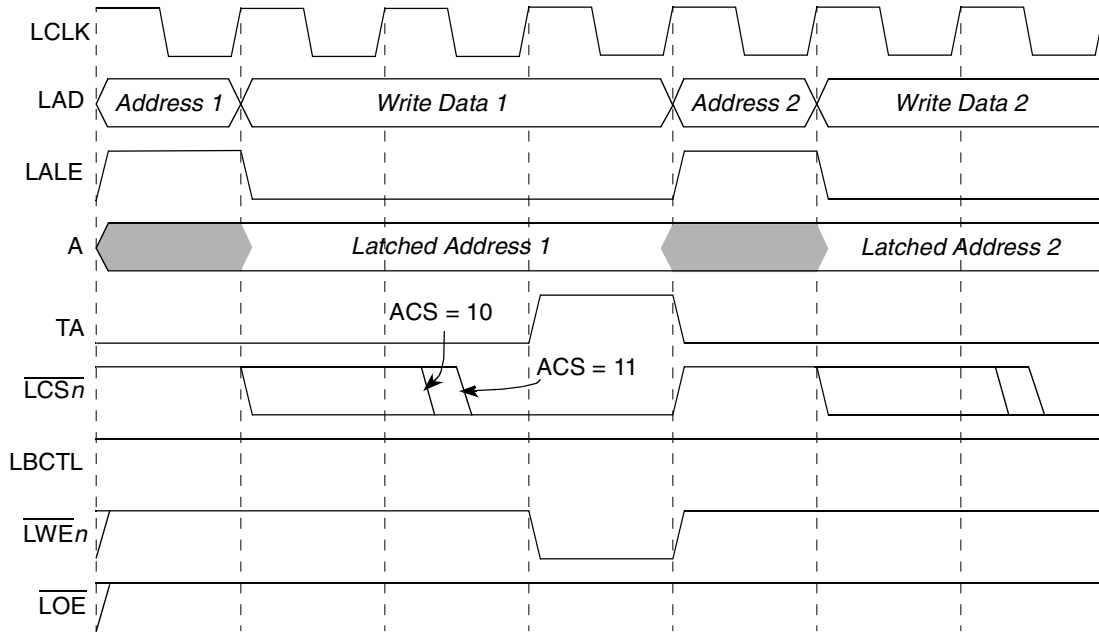 LCLK
LAD Address 1 Write Data 1 Address 2 Write Data 2
LALE
A Latched Address 1 Latched Address 2
TA ACS = 10
LCSn ACS = 11
LBCTL
LWEn
LOE